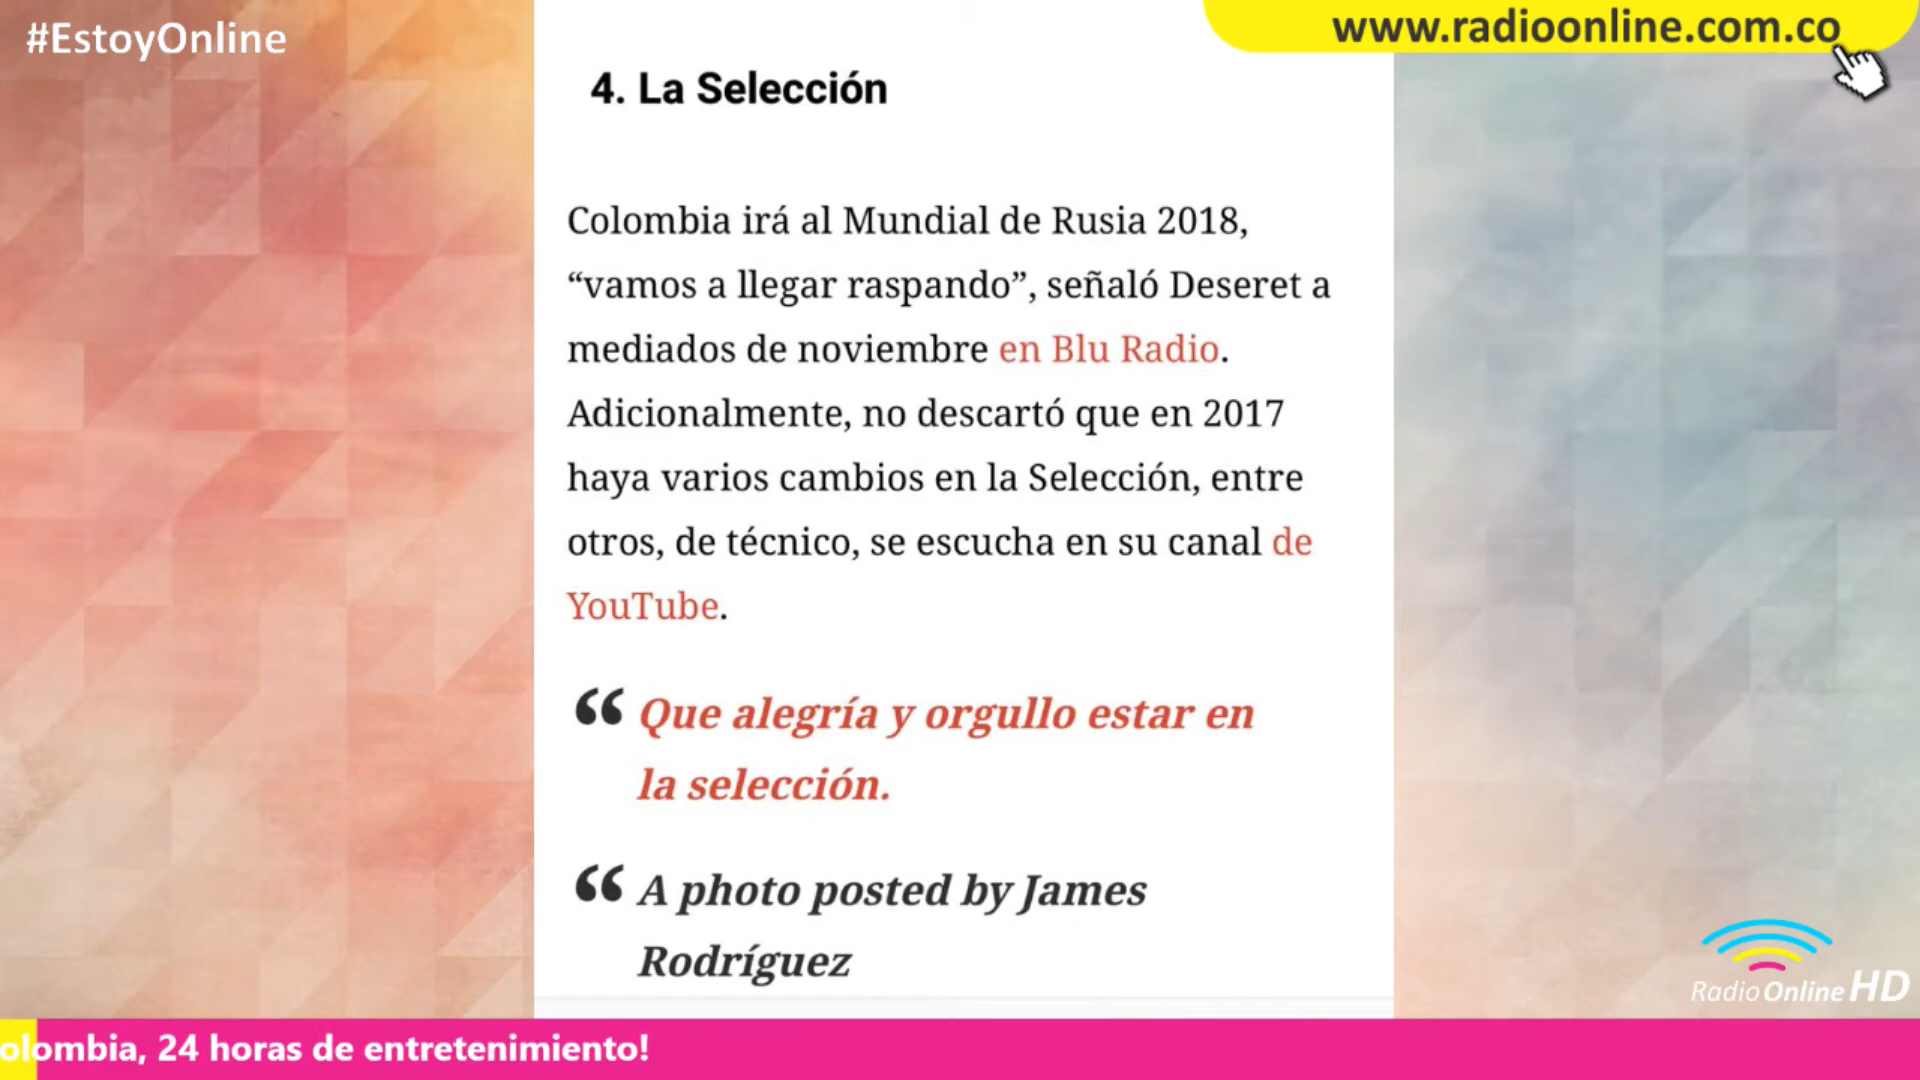 #EstoyOnline
www.radioonline.com.co
4. La Selección
Colombia irá al Mundial de Rusia 2018,
“vamos a llegar raspando”, señaló Deseret a
mediados de noviembre en Blu Radio.
Adicionalmente, no descartó que en 2017
haya varios cambios en la Selección, entre
otros, de técnico, se escucha en su canal de
YouTube.
“ Que alegría y orgullo estar en
la selección.
“ A photo posted by James
Rodríguez
Radio Online HD
olombia, 24 horas de entretenimiento!